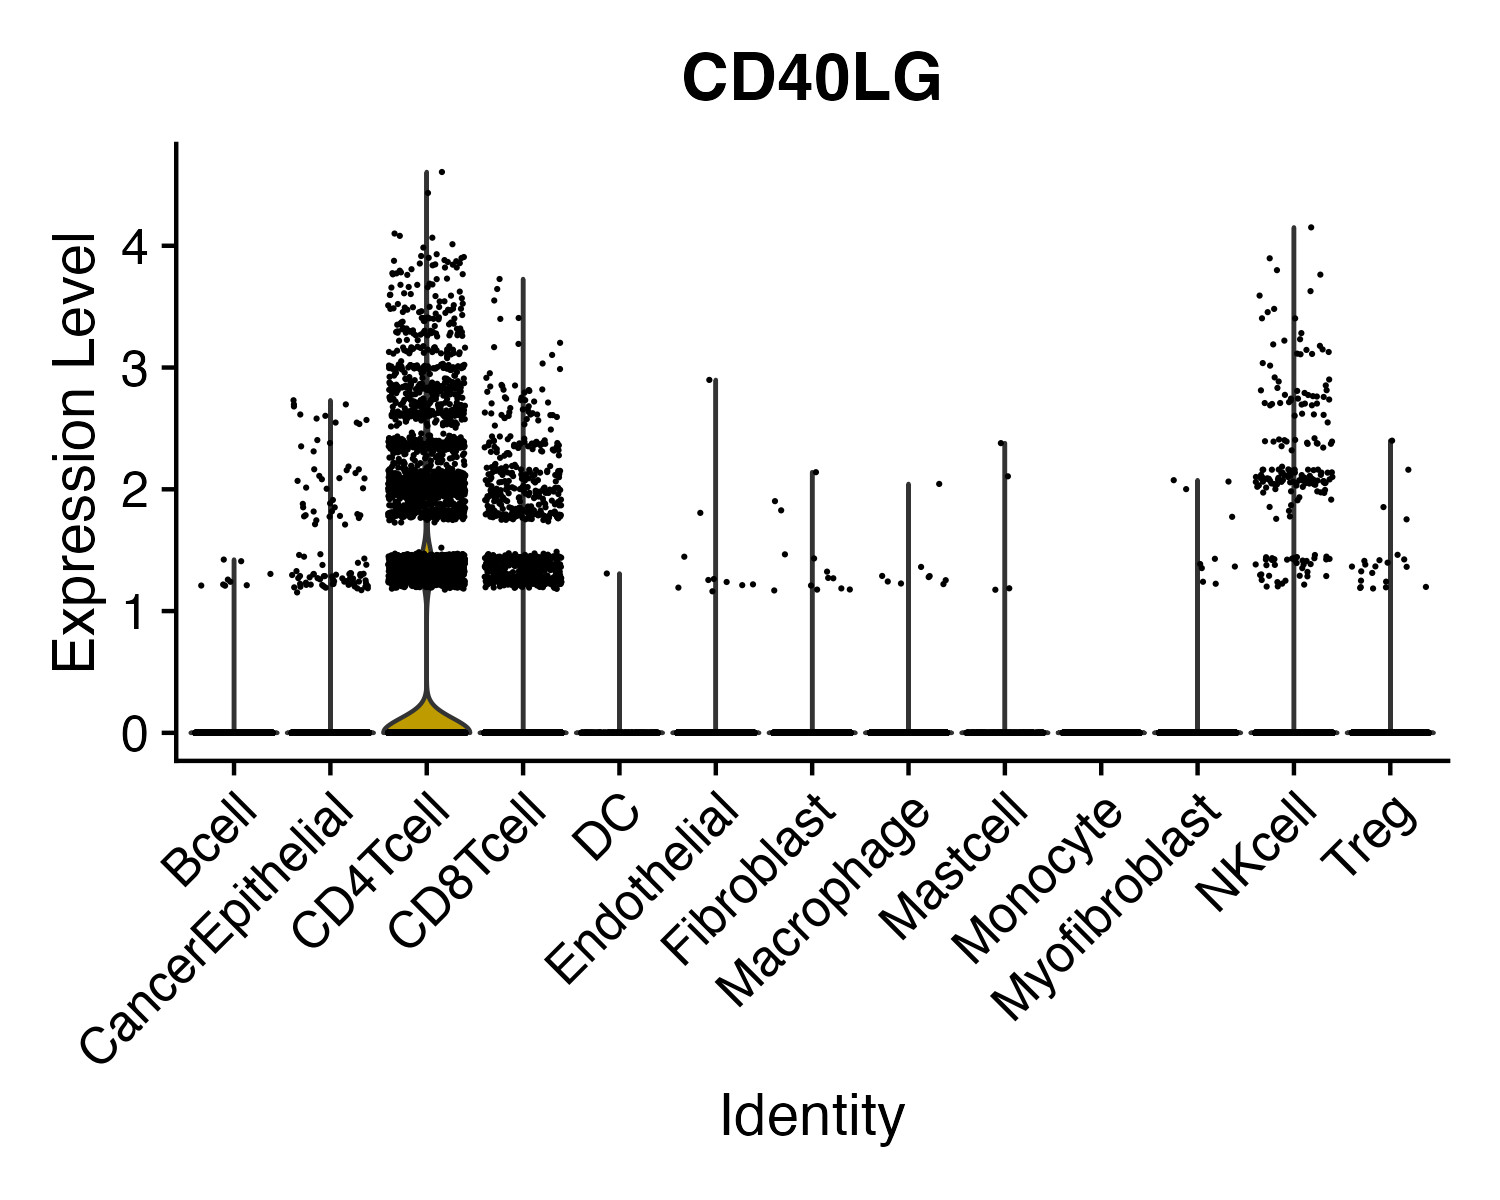 CD40LG
Expression Level
4
3
2
1
0
Bcell
CancerEpithelial
CD4Tcell
CD8Tcell
DC
Endothelial
Fibroblast
Macrophage
Mastcell
Monocyte
Myofibroblast
NKcell
Treg
Identity